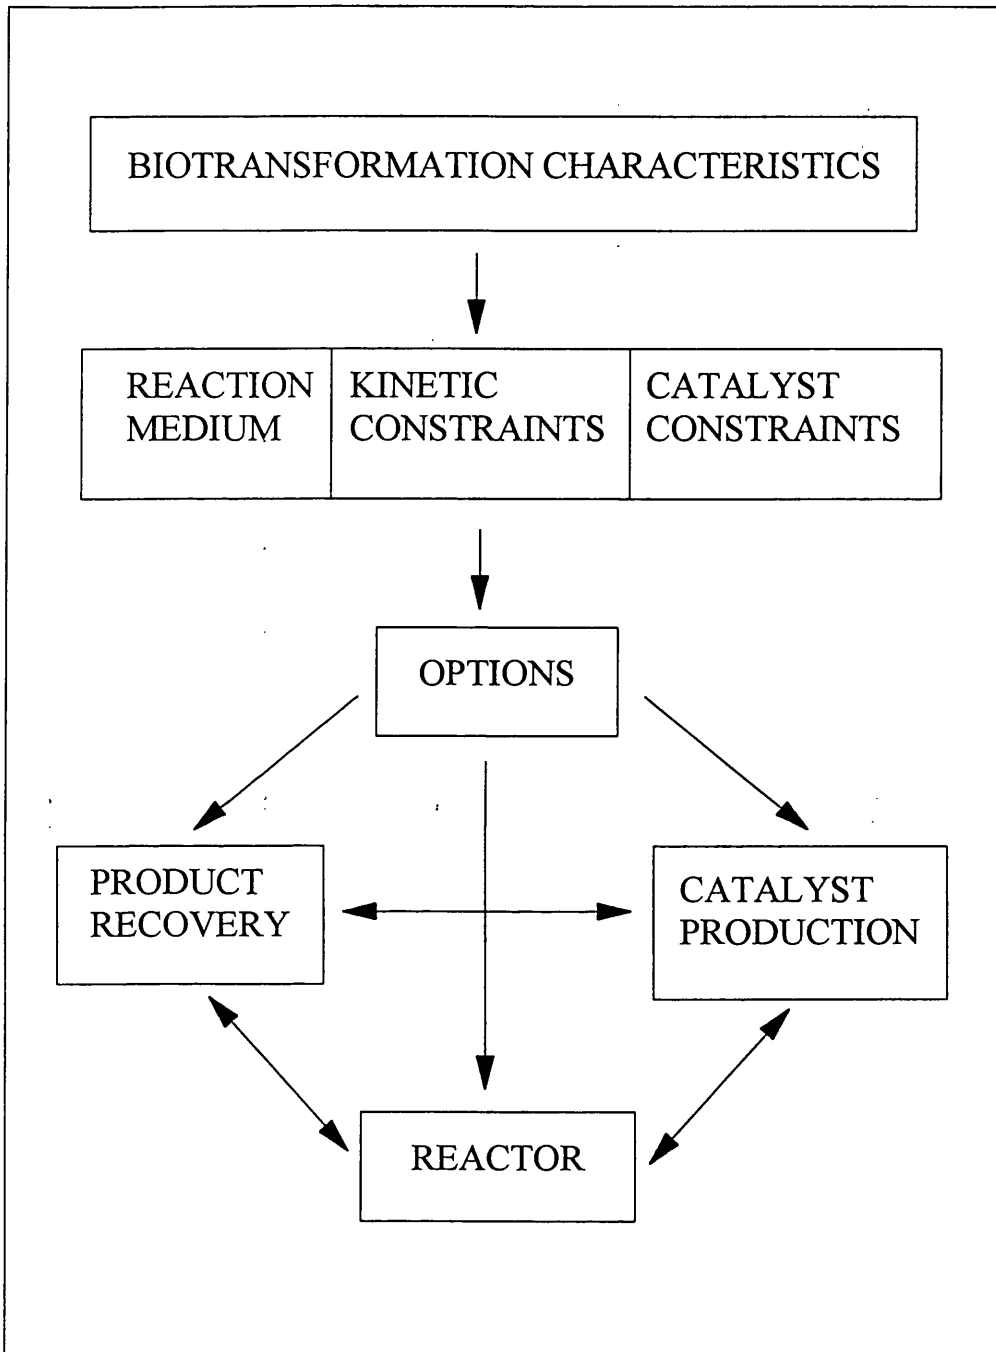 BIOTRANSFORMATION CHARACTERISTICS
REACTION
MEDIUM
KINETIC
CONSTRAINTS
CATALYST
CONSTRAINTS
OPTIONS
PRODUCT
RECOVERY
CATALYST
PRODUCTION
REACTOR